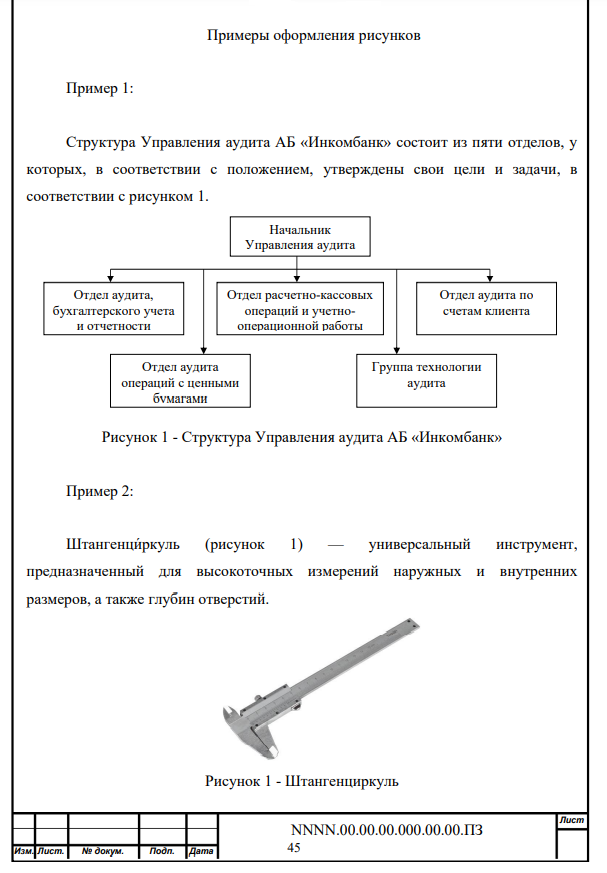 Примеры оформления рисунков
Пример 1:
Структура Управления аудита АБ «Инкомбанк» состоит из пяти отделов, у
которых, в соответствии с положением, утверждены свои цели и задачи, в
соответствии с рисунком 1.
Начальник
Управления аудита
Отдел аудита,
бухгалтерского учета
и отчетности
Отдел расчетно-кассовых
операций и учетно-
операционной работы
Отдел аудита по
счетам клиента
Отдел аудита
операций с ценными
бумагами
Группа технологии
аудита
Рисунок 1 - Структура Управления аудита АБ «Инкомбанк»
Пример 2:
Штангенци́ркуль (рисунок 1) — универсальный инструмент,
предназначенный для высокоточных измерений наружных и внутренних
размеров, а также глубин отверстий.
Рисунок 1 - Штангенциркуль
NNNN.00.00.00.000.00.00.ПЗ
Лист
Изм. Лист. № докум. Подп. Дата
45